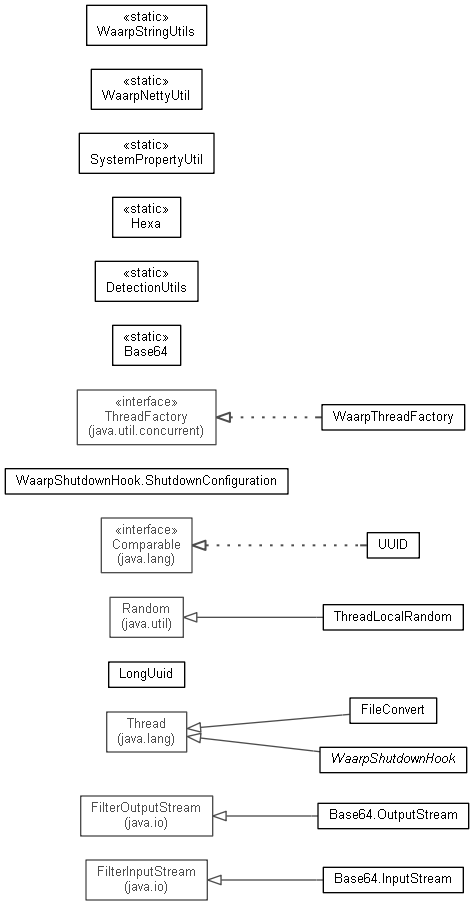 «static»
WaarpStringUtils
«static»
WaarpNettyUtil
«static»
SystemPropertyUtil
«static»
Hexa
«static»
DetectionUtils
«static»
Base64
«interface»
ThreadFactory
(java.util.concurrent)
WaarpThreadFactory
WaarpShutdownHook.ShutdownConfiguration
«interface»
Comparable
(java.lang)
UUID
Random
(java.util)
ThreadLocalRandom
LongUuid
Thread
(java.lang)
FileConvert
WaarpShutdownHook
FilterOutputStream
(java.io)
Base64.OutputStream
FilterInputStream
(java.io)
Base64.InputStream